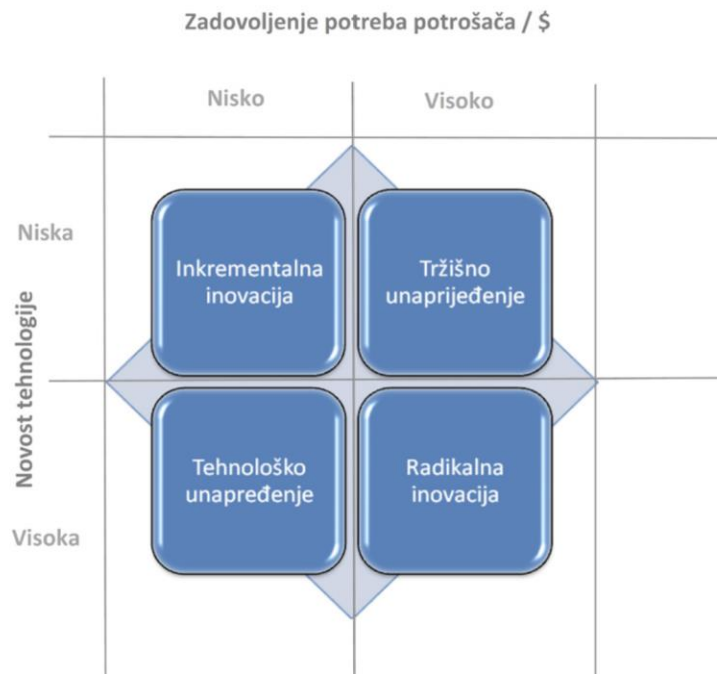 Zadovoljenje potreba potrošača / $
Nisko
Visoko
Niska
Inkrementalna
inovacija
Tržišno
unaprijeđenje
Novost tehnologije
Tehnološko
unapređenje
Radikalna
inovacija
Visoka